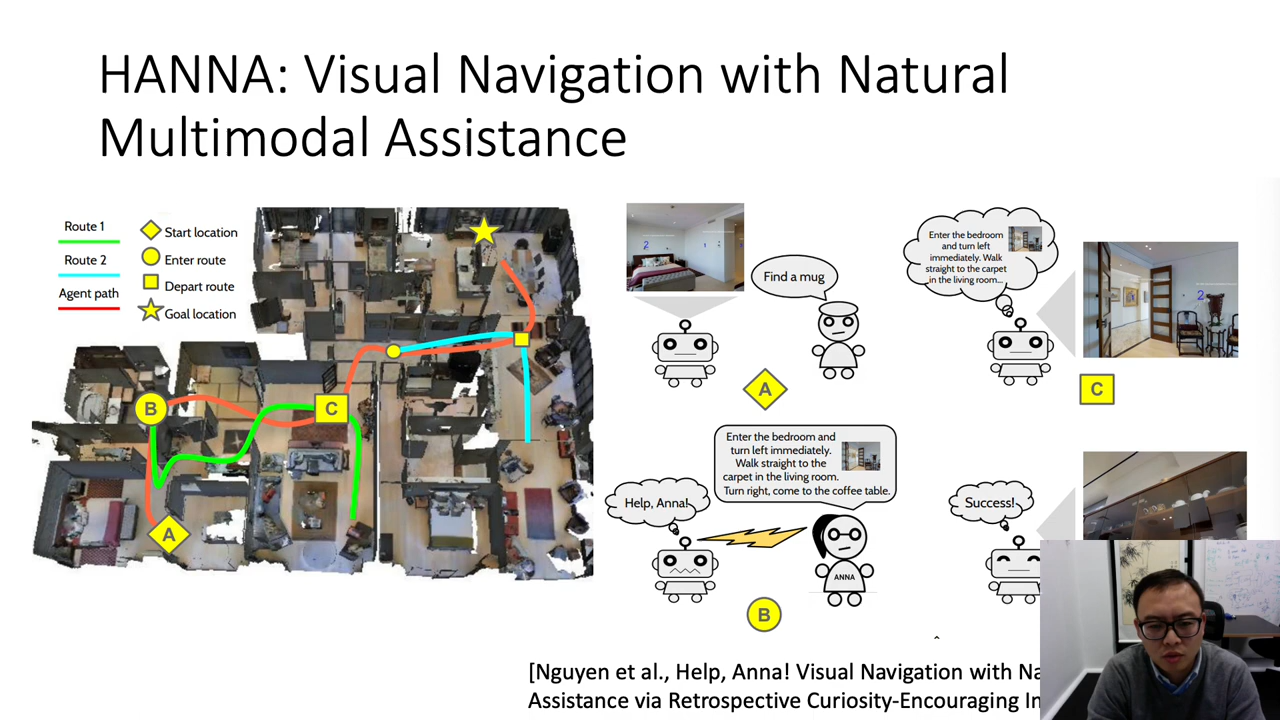 HANNA: Visual Navigation with Natural
Multimodal Assistance
Route 1
Route 2
Agent path
Start location
Enter route
Depart route
Goal location
B
C
A
2
Find a mug
A
Enter the bedroom
and turn left
immediately. Walk
straight to the carpet
in the living room...
2
C
Help, Anna!
Enter the bedroom and
turn left immediately.
Walk straight to the
carpet in the living room.
Turn right, come to the coffee table.
ANNA
B
Success!
[Nguyen et al., Help, Anna! Visual Navigation with
Assistance via Retrospective Curiosity-Encouraging